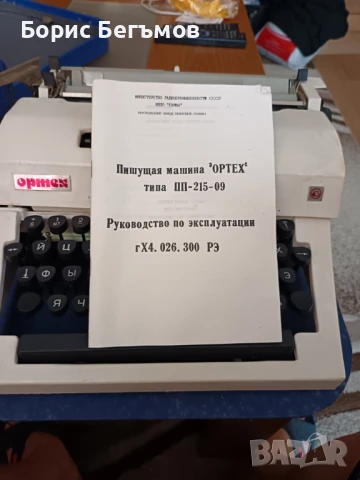 Борис Бегъмов
МИНИСТЕРСТВО РАДИОПРОМЫШЛЕННОСТИ СССР
Пишущая машина "ОРТЕХ"
типа ПП-215-09
Руководство по эксплуатации
гХ4.026.300 РЭ
ортех
Й Ц
Ф Ы
Я Ч
Э
BAZAR